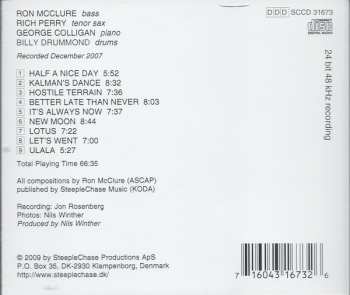 RON McCLURE bass
RICH PERRY tenor sax
GEORGE COLLIGAN piano
BILLY DRUMMOND drums
Recorded December 2007
DDD SCCD 31673
COMPACT
disc
DIGITAL AUDIO
24 bit 48 kHz recording
1 HALF A NICE DAY 5:52
2 KALMAN'S DANCE 8:32
3 HOSTILE TERRAIN 7:36
4 BETTER LATE THAN NEVER 8:03
5 IT'S ALWAYS NOW 7:37
6 NEW MOON 8:44
7 LOTUS 7:22
8 LET'S WENT 7:00
9 ULALA 5:27
Total Playing Time 66:35
All compositions by Ron McClure (ASCAP)
published by SteepleChase Music (KODA)
Recording: Jon Rosenberg
Photos: Nils Winther
Produced by Nils Winther
© 2009 by SteepleChase Productions ApS
P.O. Box 35, DK-2930 Klampenborg, Denmark
http://www.steeplechase.dk/
7 16043 16732 6